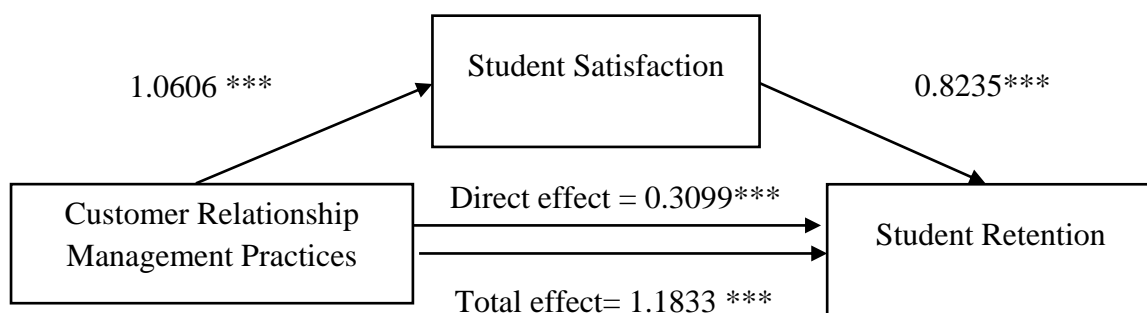 Student Satisfaction
1.0606 ***
0.8235***
Customer Relationship
Management Practices
Direct effect = 0.3099***
Total effect= 1.1833 ***
Student Retention